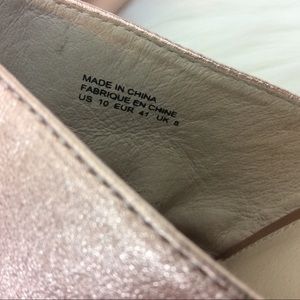 MADE IN CHINA
FABRIQUE EN CHINE
US 10 EUR 41 UK 8